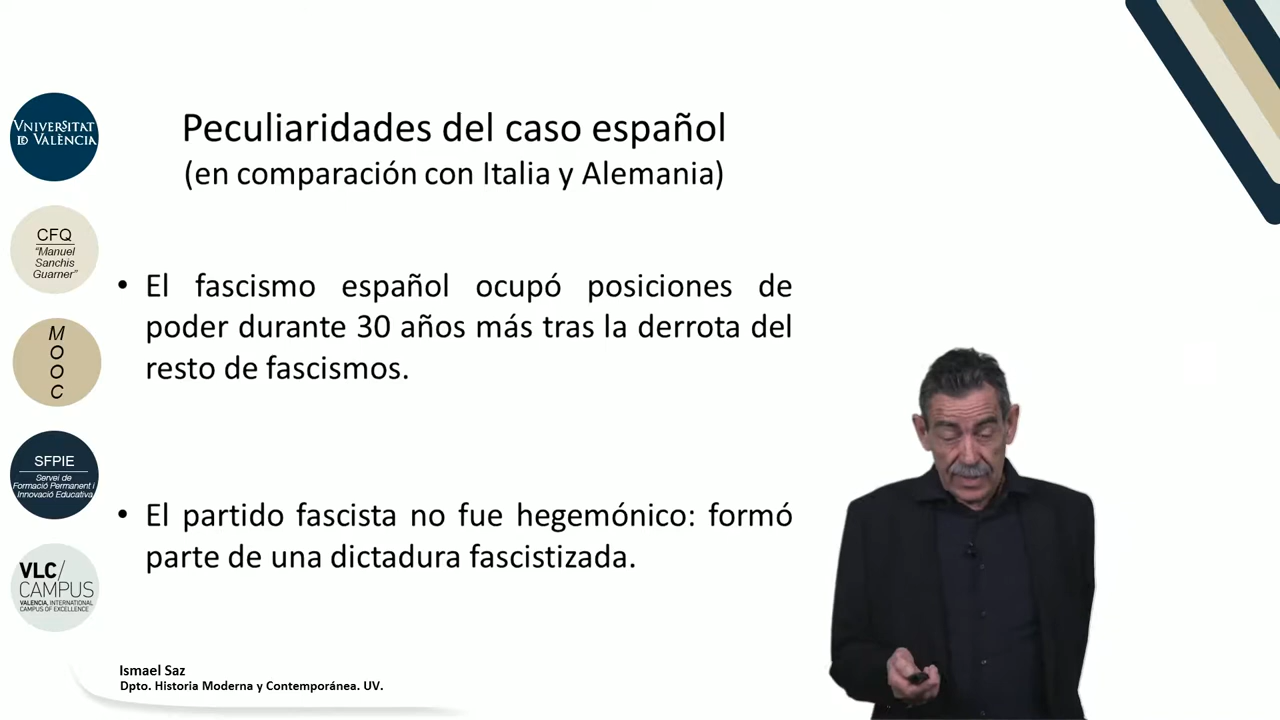 Peculiaridades del caso español
(en comparación con Italia y Alemania)
VNIVERSITAT
ID VALÈNCIA
CFQ
"Manuel
Sanchis
Guarner"
• El fascismo español ocupó posiciones de
poder durante 30 años más tras la derrota del
resto de fascismos.
M
O
O
C
SFPIE
Servei de
Formació Permanent i
Innovació Educativa
• El partido fascista no fue hegemónico: formó
parte de una dictadura fascistizada.
VLC/
CAMPUS
VALENCIA, INTERNATIONAL
CAMPUS OF EXCELLENCE
Ismael Saz
Dpto. Historia Moderna y Contemporánea. UV.